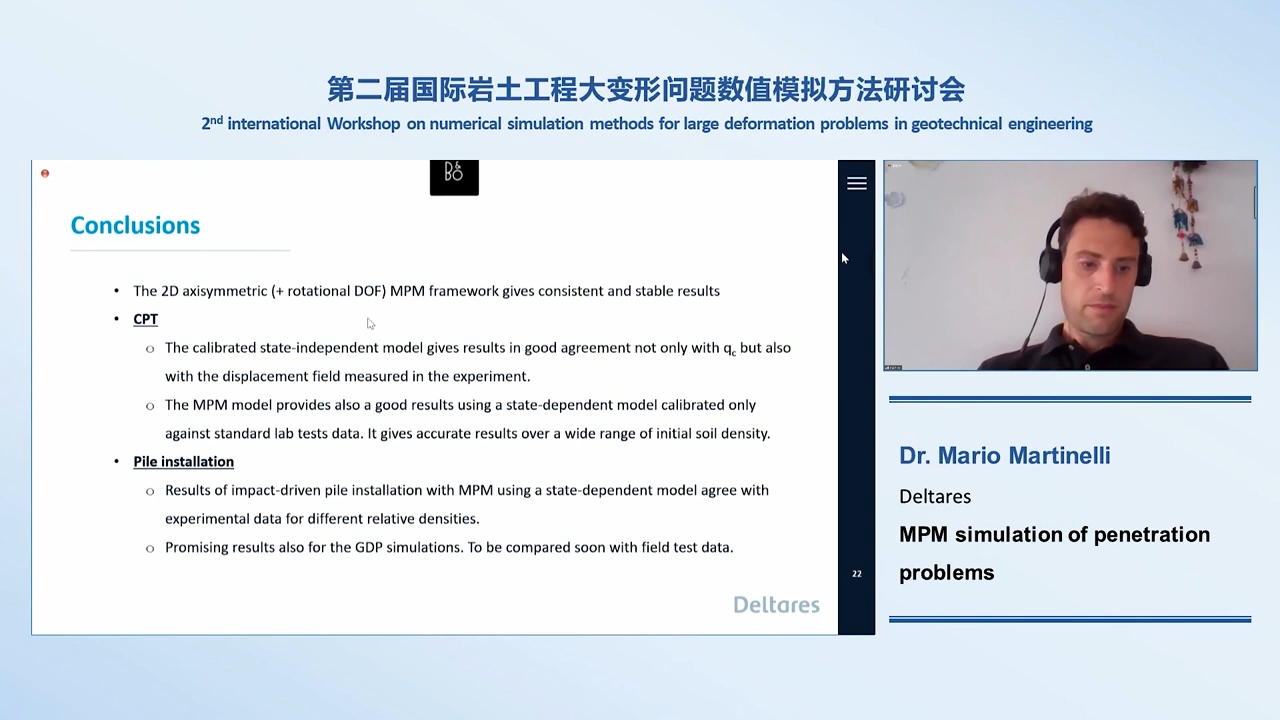 第二届国际岩土工程大变形问题数值模拟方法研讨会
2nd international Workshop on numerical simulation methods for large deformation problems in geotechnical engineering
B&
BO
Conclusions
• The 2D axisymmetric (+ rotational DOF) MPM framework gives consistent and stable results
• CPT
o The calibrated state-independent model gives results in good agreement not only with qc but also
with the displacement field measured in the experiment.
o The MPM model provides also a good results using a state-dependent model calibrated only
against standard lab tests data. It gives accurate results over a wide range of initial soil density.
• Pile installation
o Results of impact-driven pile installation with MPM using a state-dependent model agree with
experimental data for different relative densities.
o Promising results also for the GDP simulations. To be compared soon with field test data.
22
Deltares
Dr. Mario Martinelli
Deltares
MPM simulation of penetration
problems